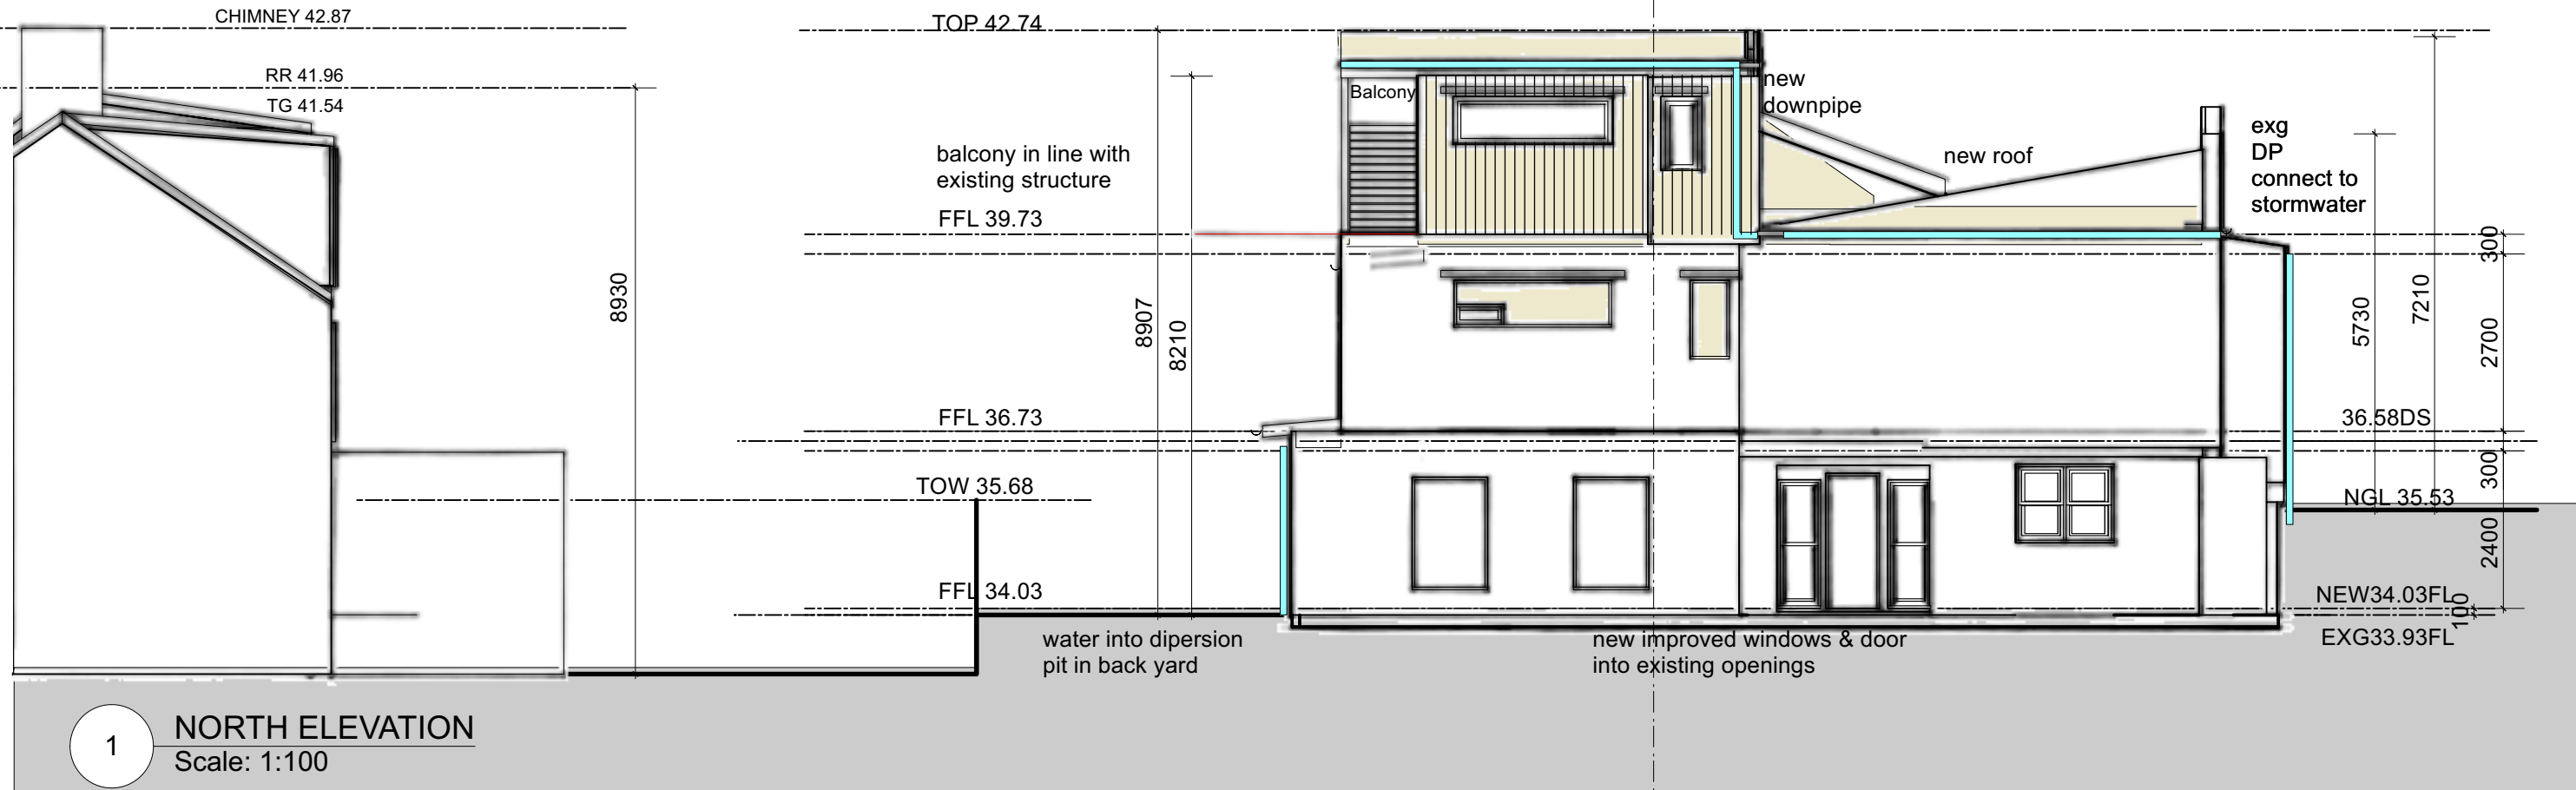 CHIMNEY 42.87
RR 41.96
TG 41.54
8930
TOP 42.74
balcony in line with
existing structure
FFL 39.73
FFL 36.73
TOW 35.68
FFL 34.03
8907
8210
water into dipersion
pit in back yard
Balcony
new
downpipe
new roof
exg
DP
connect to
stormwater
new improved windows & door
into existing openings
5730
7210
300
2700
36.58DS
300
NGL 35.53
2400
NEW34.03FL
100
EXG33.93FL
1
NORTH ELEVATION
Scale: 1:100